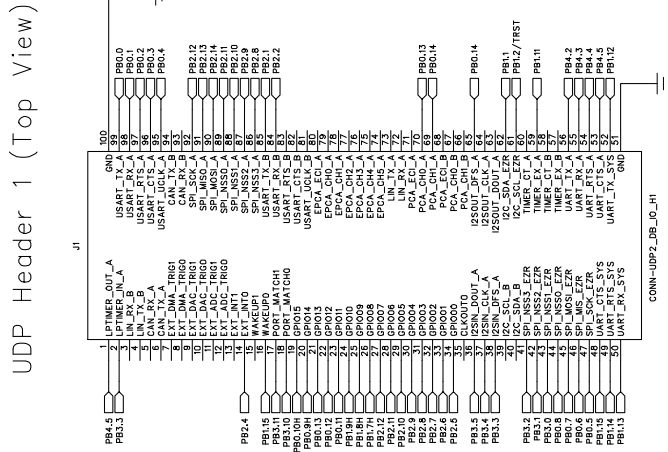 UDP Header 1 (Top View)
PB0.0
PB0.1
PB0.2
PB0.3
PB0.4
PB2.12
PB2.13
PB2.14
PB2.11
PB2.10
PB2.9
PB2.8
PB2.1
PB2.2
PB0.13
PB0.14
PB0.14
PB1.1
PB1.2/TRST
PB1.11
PB4.2
PB4.3
PB4.4
PB4.5
PB1.12
100
99
98
97
96
95
94
93
92
91
90
89
88
87
86
85
84
83
82
81
80
79
78
77
76
75
74
73
72
71
70
69
68
67
66
65
64
63
62
61
60
59
58
57
56
55
54
53
52
51
GND
USART_TX_A
USART_RX_A
USART_RTS_A
USART_CTS_A
USART_UCLK_A
CAN_TX_B
CAN_RX_B
SPI_SCK_A
SPI_MISO_A
SPI_MOSI_A
SPI_NSS0_A
SPI_NSS1_A
SPI_NSS2_A
SPI_NSS3_A
USART_TX_B
USART_RX_B
USART_RTS_B
USART_CTS_B
USART_UCLK_B
EPCA_ECI_A
EPCA_CH0_A
EPCA_CH1_A
EPCA_CH2_A
EPCA_CH3_A
EPCA_CH4_A
EPCA_CH5_A
LIN_TX_A
LIN_RX_A
PCA_ECI_A
PCA_CH0_A
PCA_CH1_A
PCA_ECI_B
PCA_CH0_B
PCA_CH1_B
I2SOUT_DFS_A
I2SOUT_CLK_A
I2SOUT_DOUT_A
I2C_SDA_EZR
I2C_SCL_EZR
TIMER_CT_A
TIMER_EX_A
TIMER_CT_B
TIMER_EX_B
UART_TX_A
UART_RX_A
UART_RTS_A
UART_CTS_A
UART_TX_SYS
GND
J1
CONN-UDP2_DB_IO_H1
LPTIMER_OUT_A
LPTIMER_IN_A
LIN_RX_B
LIN_TX_B
CAN_RX_A
CAN_TX_A
EXT_DMA_TRIG1
EXT_DMA_TRIG0
EXT_DAC_TRIG1
EXT_DAC_TRIG0
EXT_ADC_TRIG1
EXT_ADC_TRIG0
EXT_INT1
EXT_INT0
WAKEUP1
WAKEUP0
PORT_MATCH1
PORT_MATCH0
GPIO15
GPIO14
GPIO13
GPIO12
GPIO11
GPIO10
GPIO09
GPIO08
GPIO07
GPIO06
GPIO05
GPIO04
GPIO03
GPIO02
GPIO01
GPIO00
CLKOUT0
I2SIN_DOUT_A
I2SIN_CLK_A
I2SIN_DFS_A
I2C_SCL_B
I2C_SDA_B
SPI_NSS3_EZR
SPI_NSS2_EZR
SPI_NSS1_EZR
SPI_NSS0_EZR
SPI_MOSI_EZR
SPI_MIS_EZR
SPI_SCK_EZR
UART_CTS_SYS
UART_RTS_SYS
UART_RX_SYS
1
2
3
4
5
6
7
8
9
10
11
12
13
14
15
16
17
18
19
20
21
22
23
24
25
26
27
28
29
30
31
32
33
34
35
36
37
38
39
40
41
42
43
44
45
46
47
48
49
50
PB4.5
PB3.3
PB2.4
PB1.15
PB3.11
PB3.10
PB0.10H
PB0.9H
PB0.13
PB0.12
PB0.11
PB1.9H
PB1.8H
PB1.7H
PB2.12
PB2.11
PB2.10
PB2.9
PB2.8
PB2.7
PB2.6
PB2.5
PB3.5
PB3.4
PB3.3
PB3.2
PB3.1
PB3.0
PB0.8
PB0.7
PB0.6
PB0.5
PB1.15
PB1.14
PB1.13